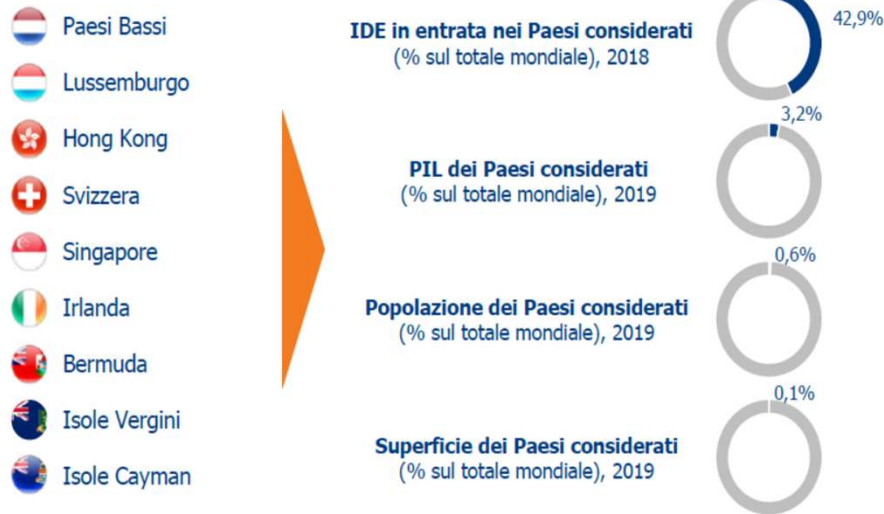 Paesi Bassi
Lussemburgo
Hong Kong
Svizzera
Singapore
Irlanda
Bermuda
Isole Vergini
Isole Cayman
IDE in entrata nei Paesi considerati
(% sul totale mondiale), 2018
42,9%
PIL dei Paesi considerati
(% sul totale mondiale), 2019
3,2%
Popolazione dei Paesi considerati
(% sul totale mondiale), 2019
0,6%
Superficie dei Paesi considerati
(% sul totale mondiale), 2019
0,1%